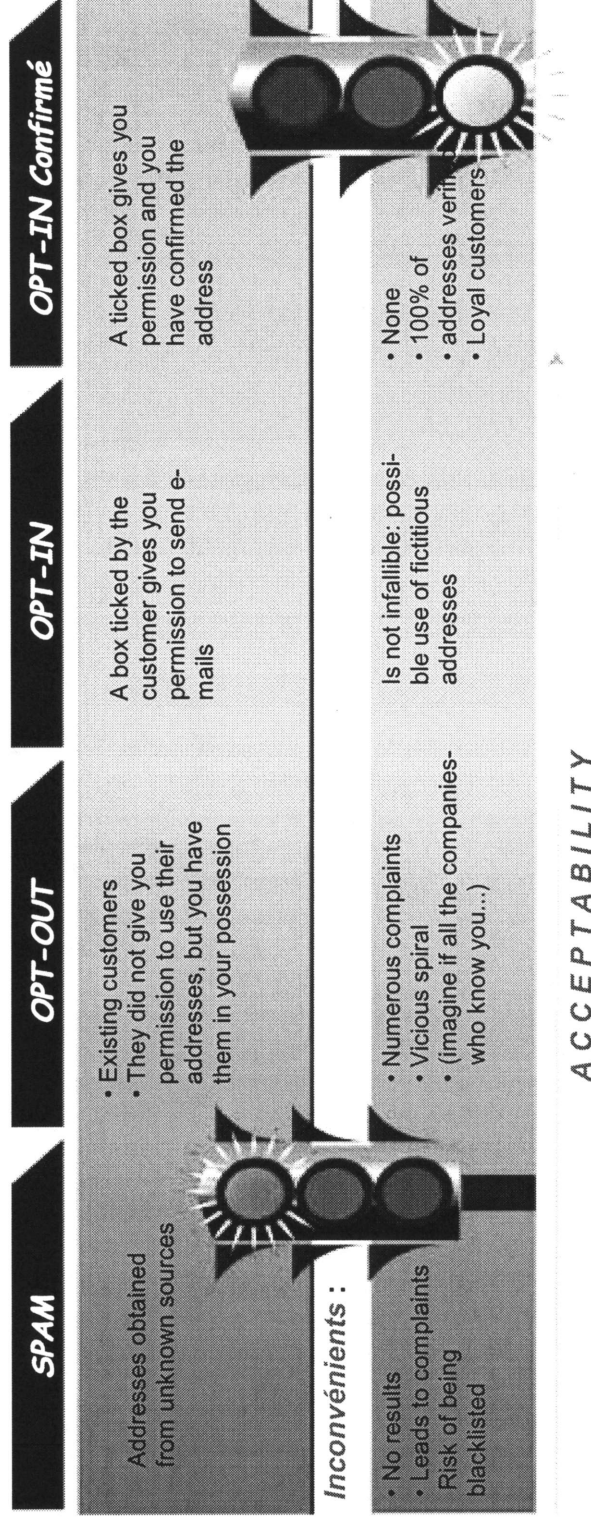 SPAM
OPT-OUT
OPT-IN
OPT-IN Confirmé
Addresses obtained
from unknown sources
• Existing customers
• They did not give you
permission to use their
addresses, but you have
them in your possession
A box ticked by the
customer gives you
permission to send e-
mails
A ticked box gives you
permission and you
have confirmed the
address
Inconvénients :
• No results
• Leads to complaints
Risk of being
blacklisted
• Numerous complaints
• Vicious spiral
• (imagine if all the companies-
who know you...)
Is not infallible: possi-
ble use of fictitious
addresses
• None
• 100% of
• addresses verified
• Loyal customers
ACCEPTABILITY